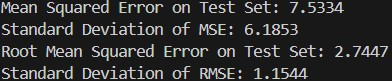 Mean Squared Error on Test Set: 7.5334
Standard Deviation of MSE: 6.1853
Root Mean Squared Error on Test Set: 2.7447
Standard Deviation of RMSE: 1.1544